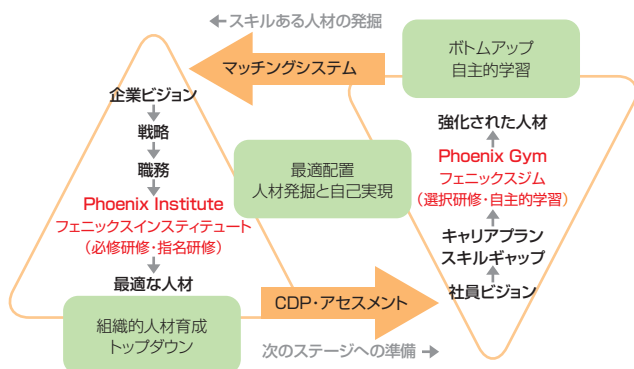 ←スキルある人材の発掘
マッチングシステム
ボトムアップ
自主的学習
企業ビジョン
戦略
職務
Phoenix Institute
フェニックスインスティテュート
（必修研修・指名研修）
最適な人材
組織的人材育成
トップダウン
最適配置
人材発掘と自己実現
強化された人材
Phoenix Gym
フェニックスジム
（選択研修・自主的学習）
キャリアプラン
スキルギャップ
社員ビジョン
CDP・アセスメント
次のステージへの準備→